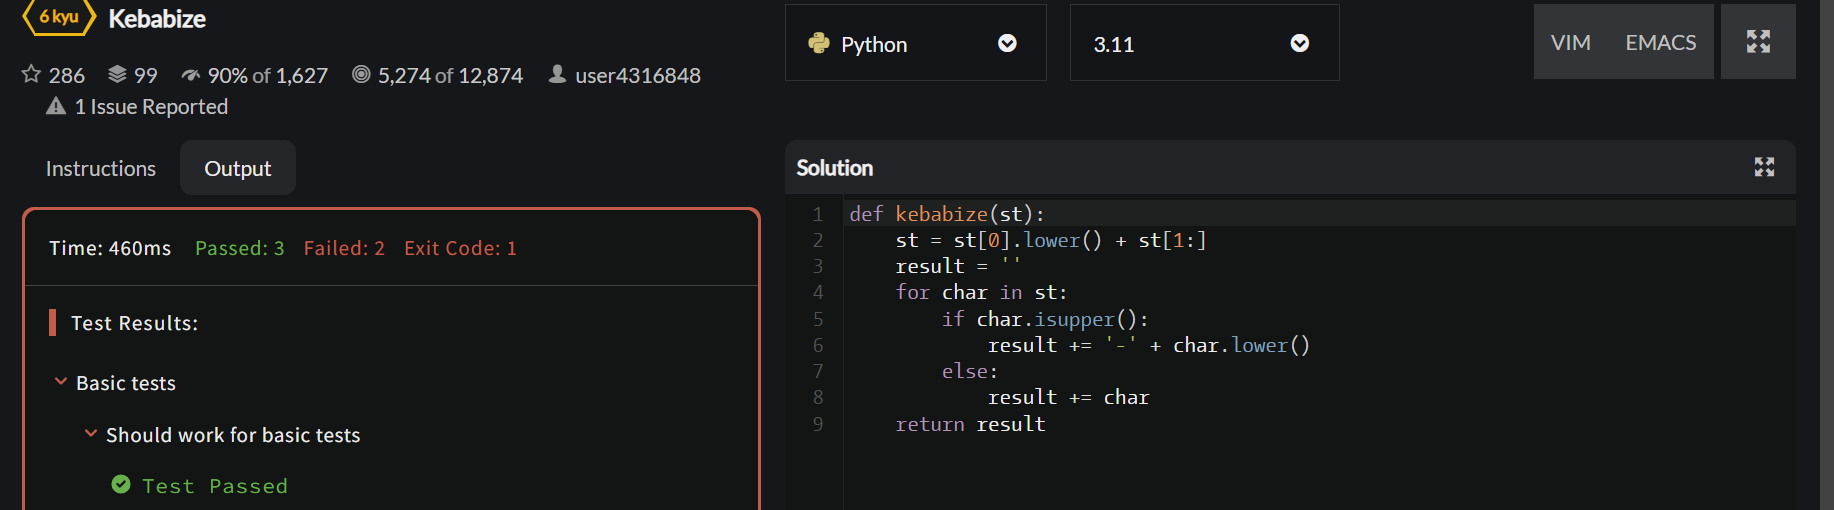 6 kyu Kebabize
286 99 90% of 1,627 5,274 of 12,874 user4316848
1 Issue Reported
Python
3.11
VIM EMACS
Instructions Output
Time: 460ms Passed: 3 Failed: 2 Exit Code: 1
Test Results:
Basic tests
Should work for basic tests
Test Passed
Solution
1 def kebabize(st):
2     st = st[0].lower() + st[1:]
3     result = ''
4     for char in st:
5         if char.isupper():
6             result += '-' + char.lower()
7         else:
8             result += char
9     return result